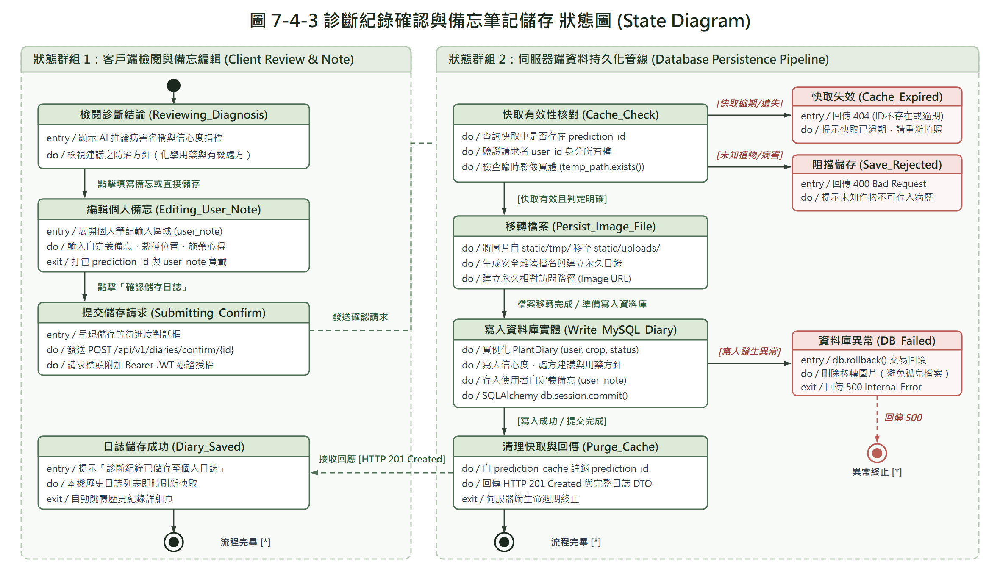 圖 7-4-3 診斷紀錄確認與備忘筆記儲存 狀態圖 (State Diagram)
狀態群組 1：客戶端檢閱與備忘編輯 (Client Review & Note)
檢閱診斷結論 (Reviewing_Diagnosis)
entry / 顯示 AI 推論病害名稱與信心度指標
do / 檢視建議之防治方針（化學用藥與有機處方）
點擊填寫備忘或直接儲存
編輯個人備忘 (Editing_User_Note)
entry / 展開個人筆記輸入區域 (user_note)
do / 輸入自定義備忘、栽種位置、施藥心得
exit / 打包 prediction_id 與 user_note 負載
點擊「確認儲存日誌」
提交儲存請求 (Submitting_Confirm)
entry / 呈現儲存等待進度對話框
do / 發送 POST /api/v1/diaries/confirm/{id}
do / 請求標頭附加 Bearer JWT 憑證授權
發送確認請求
日誌儲存成功 (Diary_Saved)
entry / 提示「診斷紀錄已儲存至個人日誌」
do / 本機歷史日誌列表即時刷新快取
exit / 自動跳轉歷史紀錄詳細頁
流程完畢 [*]
狀態群組 2：伺服器端資料持久化管線 (Database Persistence Pipeline)
快取有效性核對 (Cache_Check)
do / 查詢快取中是否存在 prediction_id
do / 驗證請求者 user_id 身分所有權
do / 檢查臨時影像實體 (temp_path.exists())
[快取逾期/遺失]
快取失效 (Cache_Expired)
entry / 回傳 404 (ID不存在或逾期)
do / 提示快取已過期，請重新拍照
[未知植物/病害]
阻擋儲存 (Save_Rejected)
entry / 回傳 400 Bad Request
do / 提示未知作物不可存入病歷
[快取有效且判定明確]
移轉檔案 (Persist_Image_File)
do / 將圖片自 static/tmp/ 移至 static/uploads/
do / 生成安全雜湊檔名與建立永久目錄
do / 建立永久相對訪問路徑 (Image URL)
檔案移轉完成 / 準備寫入資料庫
寫入資料庫實體 (Write_MySQL_Diary)
do / 實例化 PlantDiary (user, crop, status)
do / 寫入信心度、處方建議與用藥方針
do / 存入使用者自定義備忘 (user_note)
do / SQLAlchemy db.session.commit()
[寫入發生異常]
資料庫異常 (DB_Failed)
entry / db.rollback() 交易回滾
do / 刪除移轉圖片（避免孤兒檔案）
exit / 回傳 500 Internal Error
回傳 500
異常終止 [*]
[寫入成功 / 提交完成]
清理快取與回傳 (Purge_Cache)
do / 自 prediction_cache 註銷 prediction_id
do / 回傳 HTTP 201 Created 與完整日誌 DTO
exit / 伺服器端生命週期終止
接收回應 [HTTP 201 Created]
流程完畢 [*]